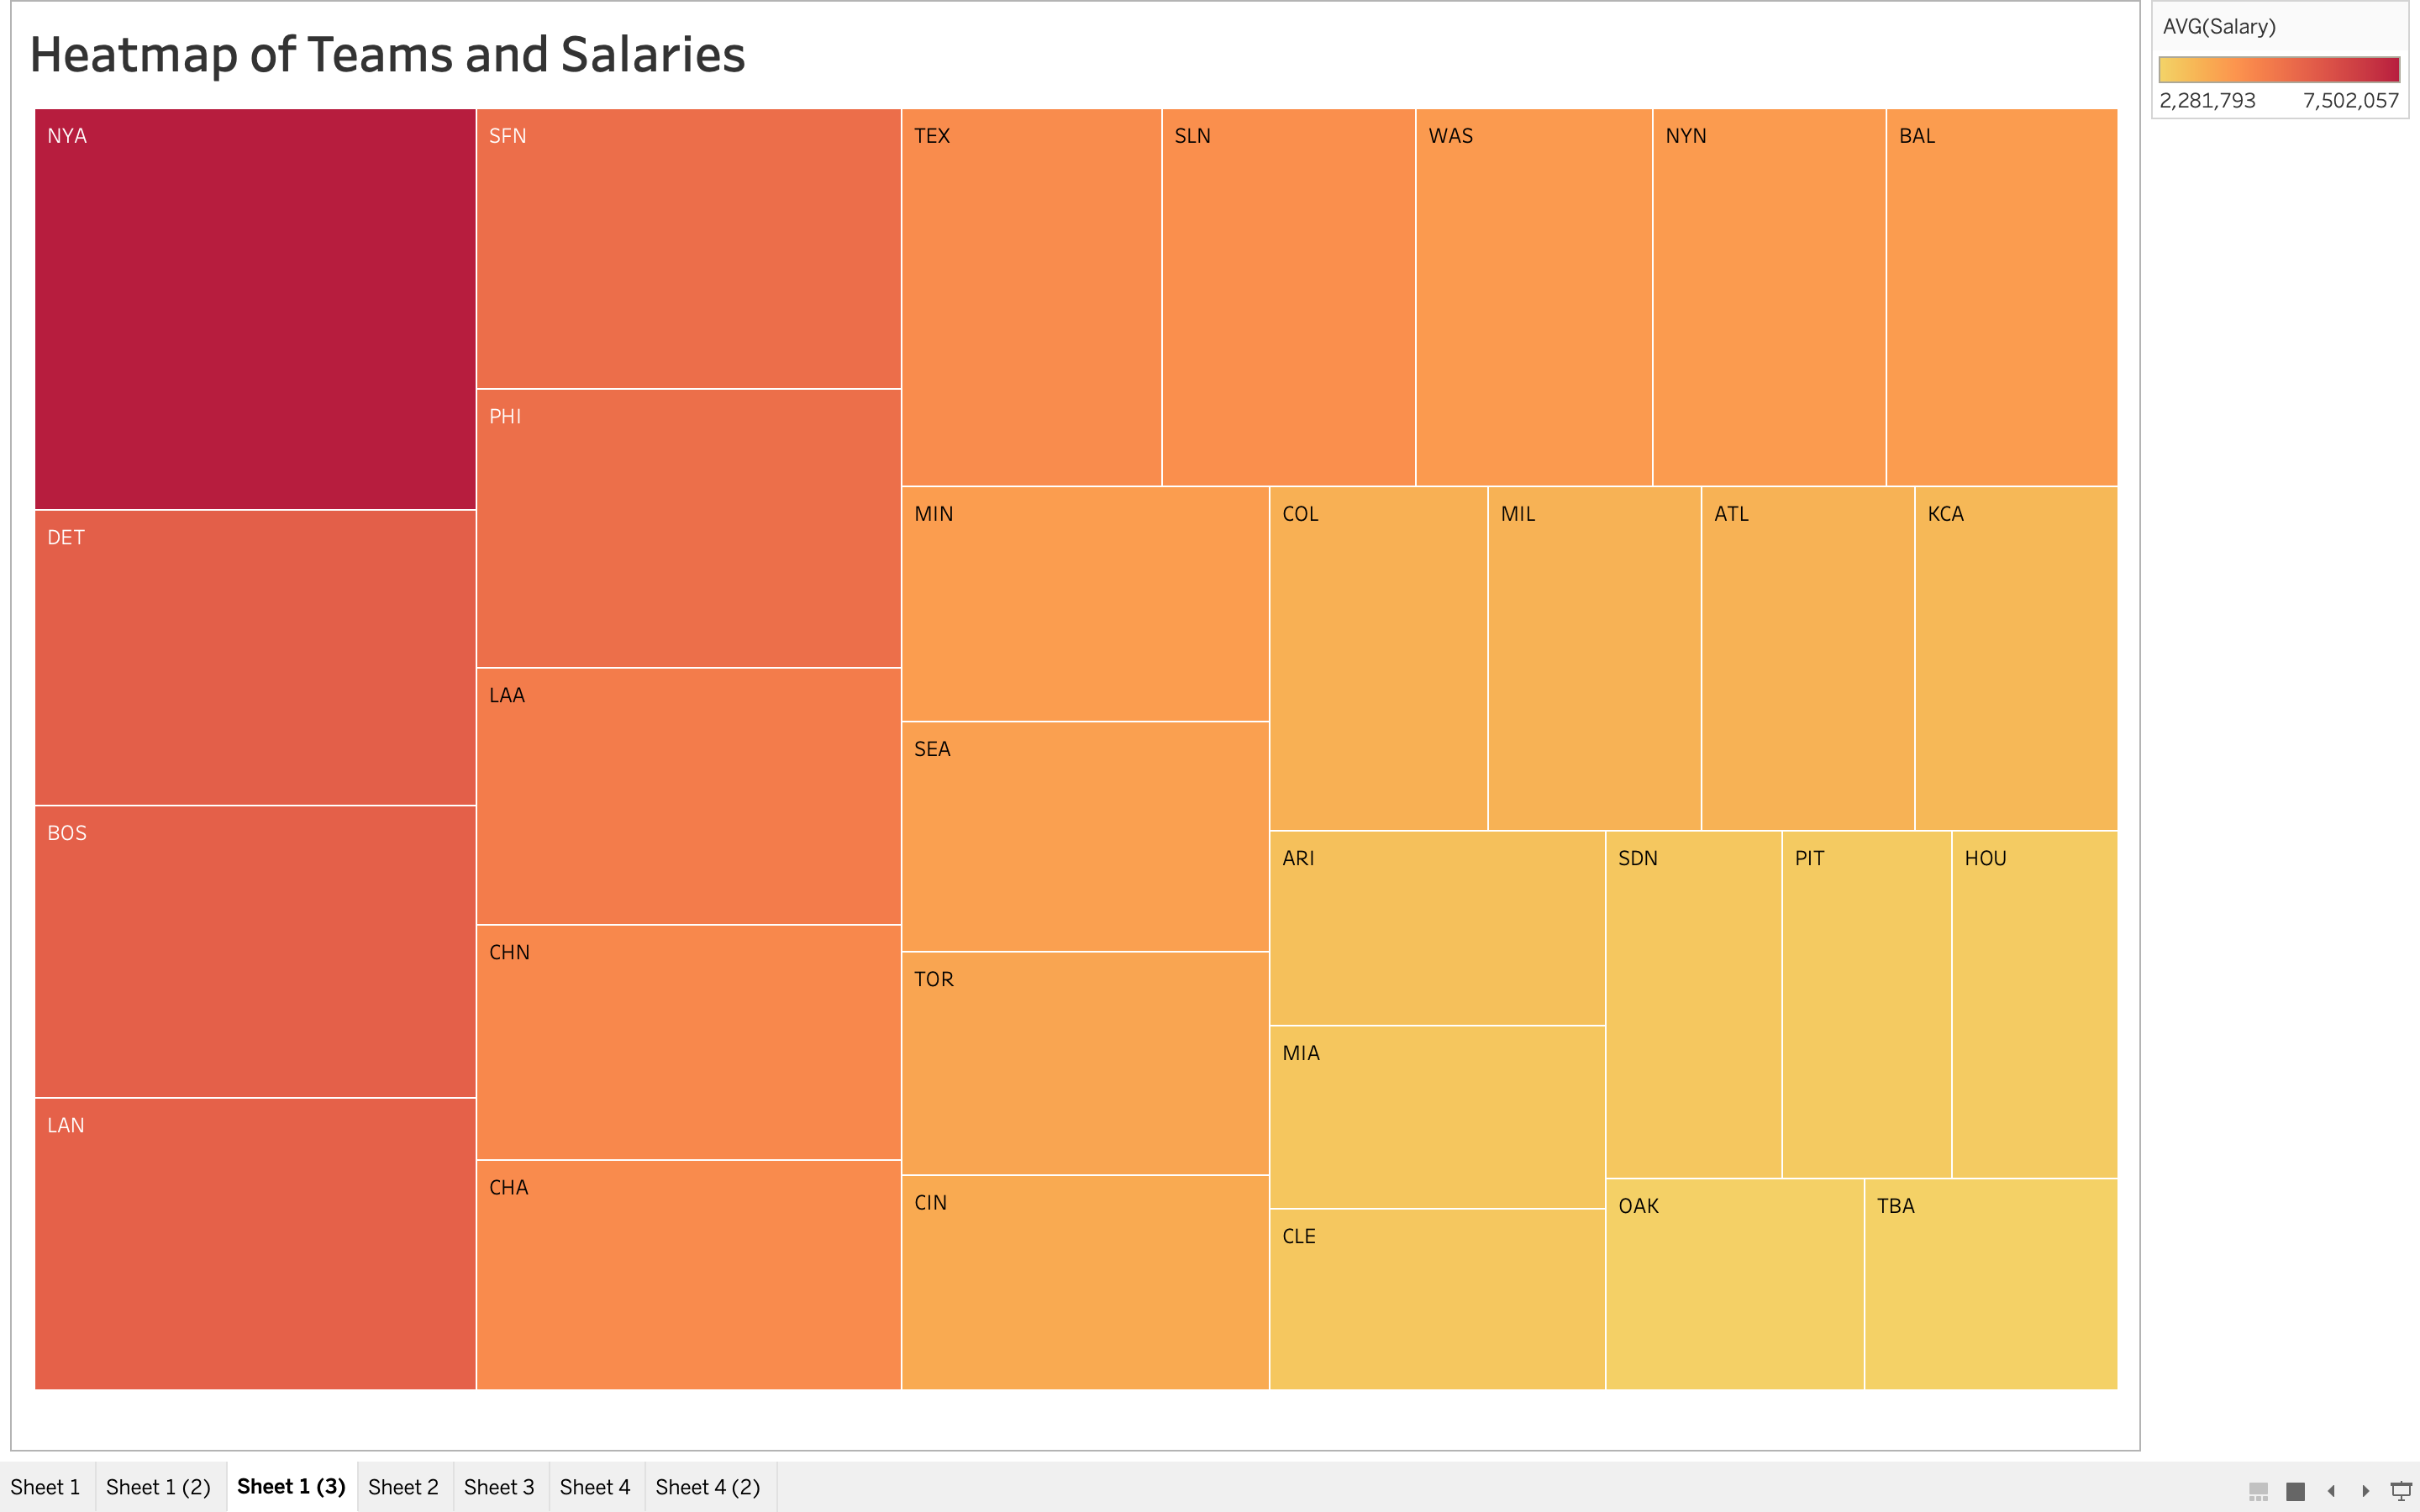 Heatmap of Teams and Salaries
AVG(Salary)
2,281,793 7,502,057
NYA
SFN
TEX
SLN
WAS
NYN
BAL
PHI
MIN
COL
MIL
ATL
KCA
DET
LAA
SEA
BOS
ARI
SDN
PIT
HOU
CHN
TOR
MIA
LAN
CHA
CIN
OAK
TBA
CLE
Sheet 1 Sheet 1 (2) Sheet 1 (3) Sheet 2 Sheet 3 Sheet 4 Sheet 4 (2)